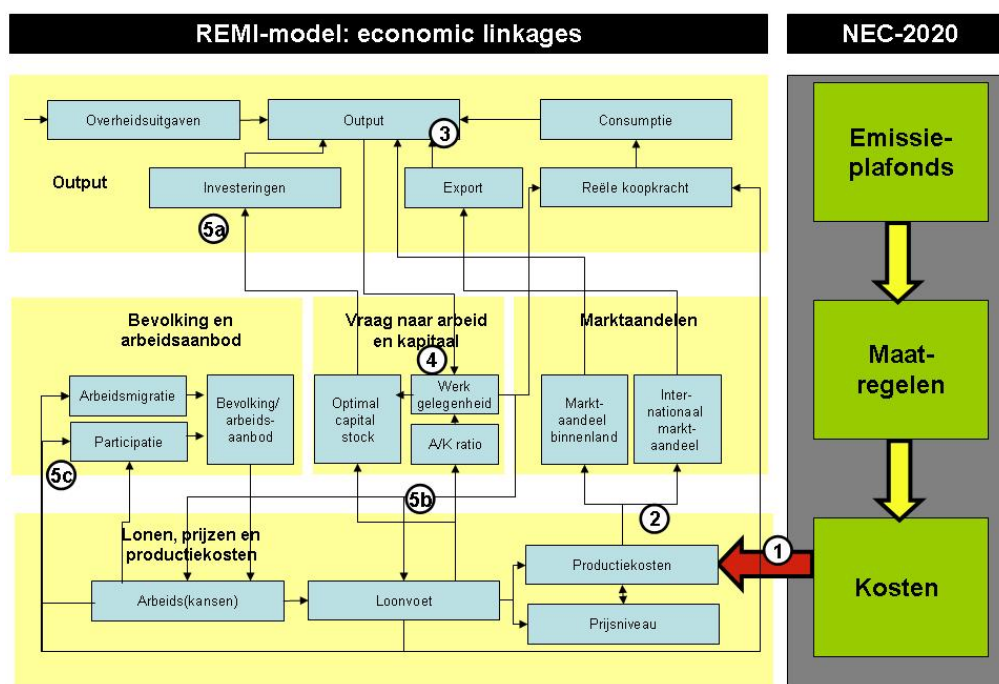 REMI-model: economic linkages
NEC-2020
Overheidsuitgaven
Output
Consumptie
3
Output
Investeringen
Export
Reële koopkracht
5a
Emissie-
plafonds
Bevolking en
arbeidsaanbod
Vraag naar arbeid
en kapitaal
Marktaandelen
4
Arbeidsmigratie
Participatie
Bevolking/
arbeids-
aanbod
Optimal
capital
stock
Werk
gelegenheid
A/K ratio
Markt-
aandeel
binnenland
Inter-
nationaal
markt-
aandeel
Maat-
regelen
5c
5b
2
Lonen, prijzen en
productiekosten
1
Productiekosten
Arbeids(kansen)
Loonvoet
Prijsniveau
Kosten